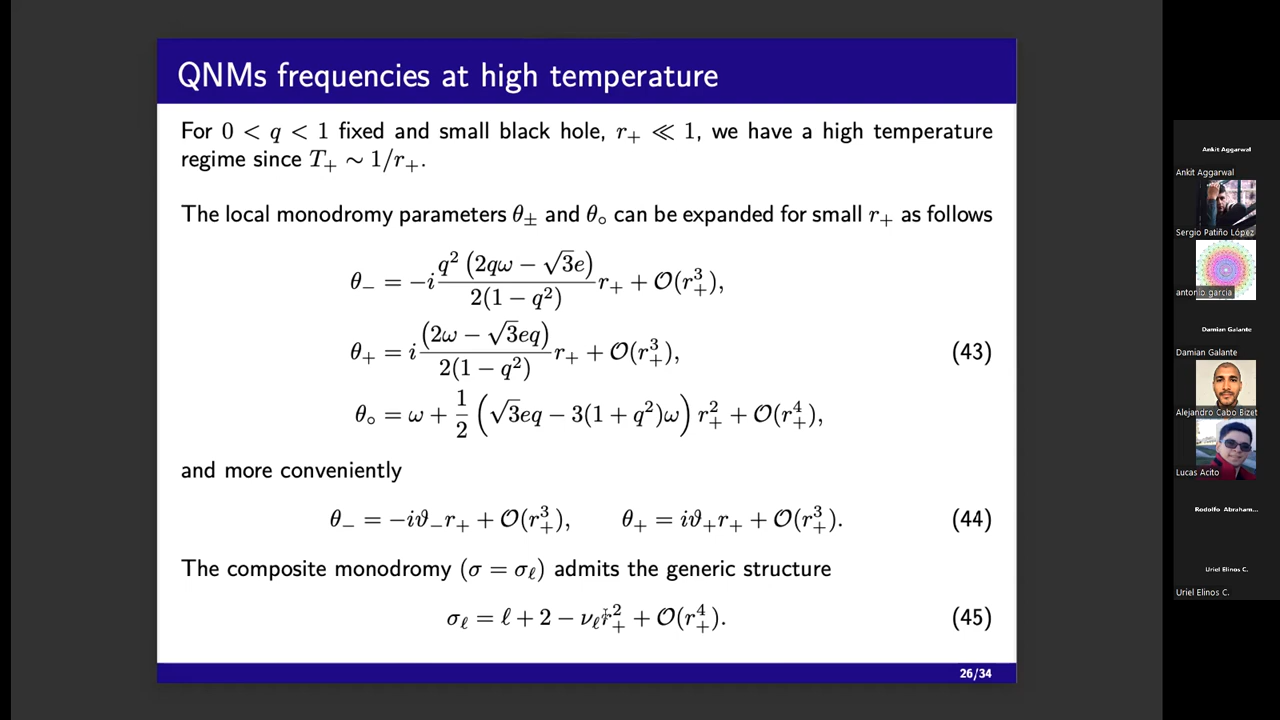 QNMs frequencies at high temperature
For 0 < q < 1 fixed and small black hole, r₊ ≪ 1, we have a high temperature
regime since T₊ ∼ 1/r₊.
The local monodromy parameters θ± and θ∘ can be expanded for small r₊ as follows
θ₋ = −i q² (2qω − √3e) / 2(1 − q²) r₊ + O(r₊³),
θ₊ = i (2ω − √3eq) / 2(1 − q²) r₊ + O(r₊³), (43)
θ∘ = ω + 1/2 (√3eq − 3(1 + q²)ω) r₊² + O(r₊⁴),
and more conveniently
θ₋ = −iϑ₋r₊ + O(r₊³), θ₊ = iϑ₊r₊ + O(r₊³). (44)
The composite monodromy (σ = σℓ) admits the generic structure
σℓ = ℓ + 2 − νℓr₊² + O(r₊⁴). (45)
26/34
Ankit Aggarwal
Ankit Aggarwal
Sergio Patiño López
antonio garcia
Damian Galante
Damian Galante
Alejandro Cabo Bizet
Lucas Acito
Rodolfo Abraham...
Uriel Elinos C.
Uriel Elinos C.